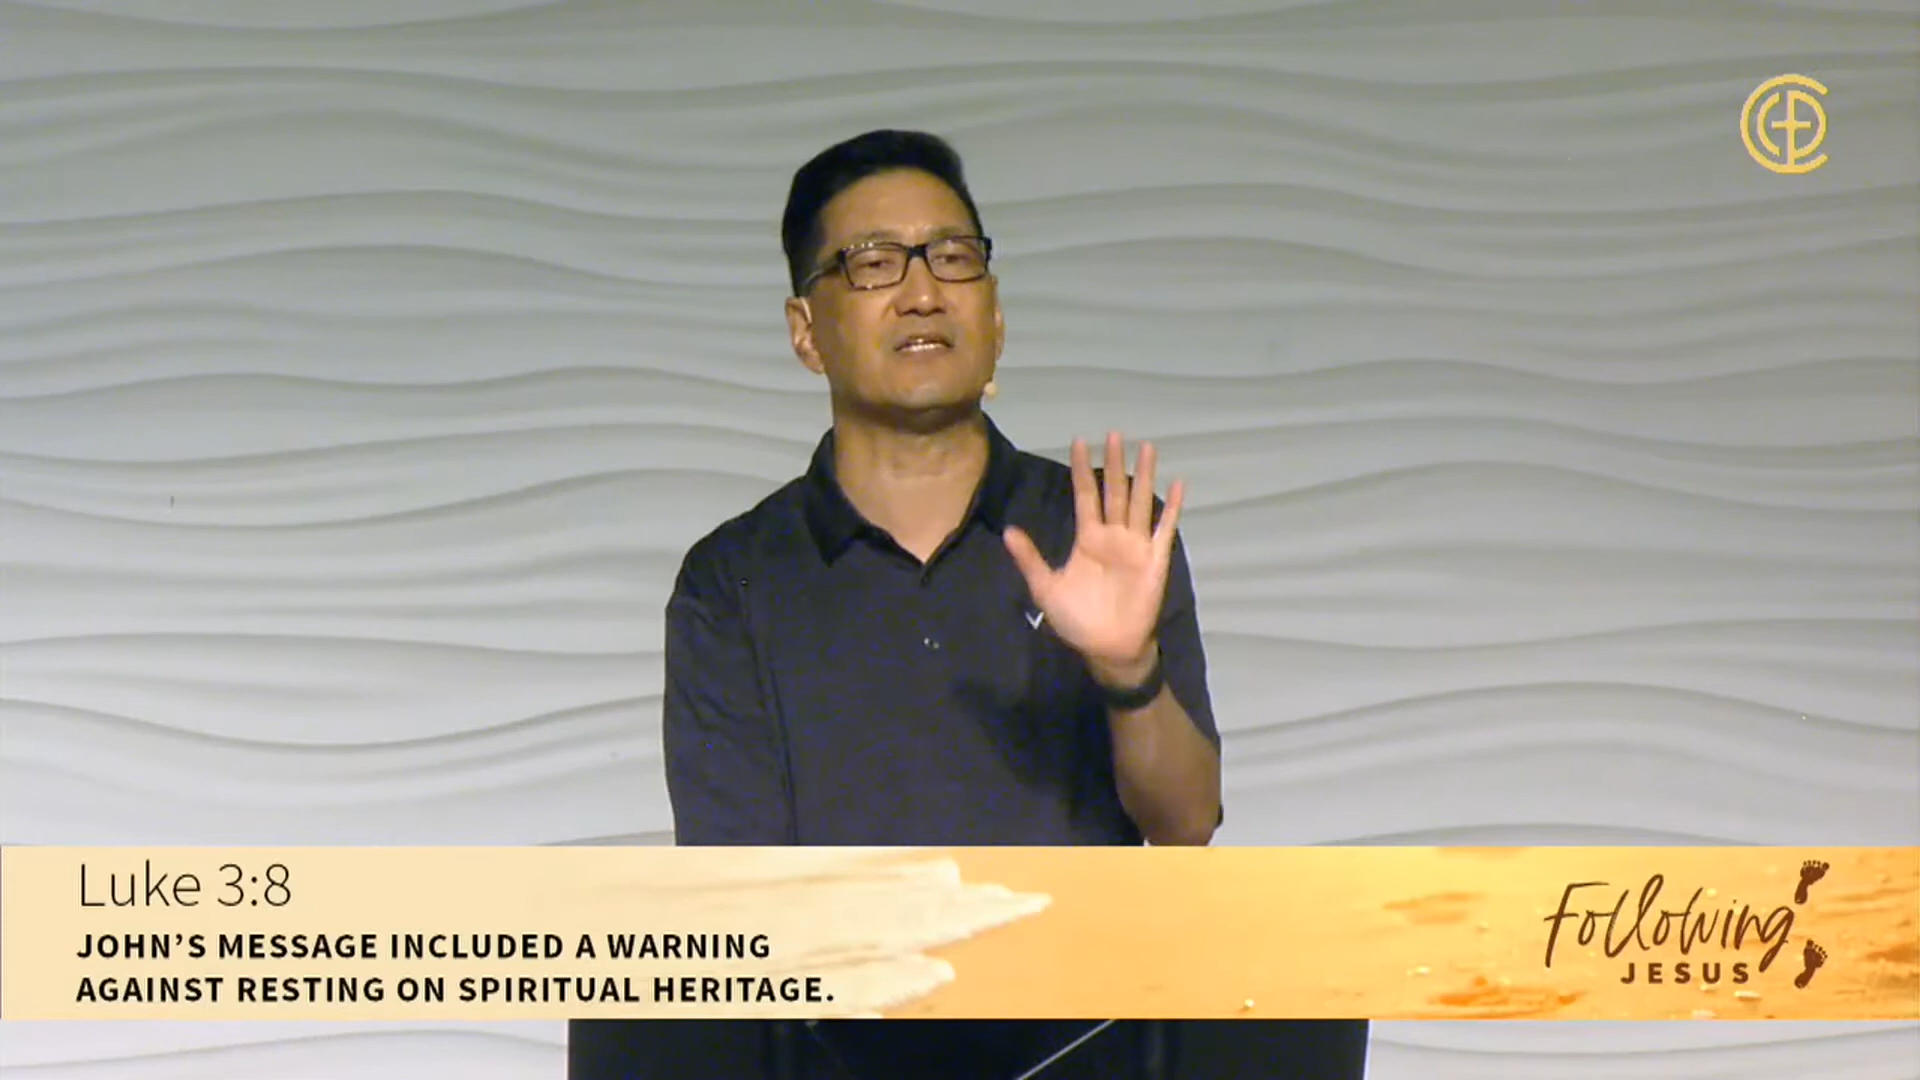 Luke 3:8
JOHN’S MESSAGE INCLUDED A WARNING
AGAINST RESTING ON SPIRITUAL HERITAGE.
Following
JESUS